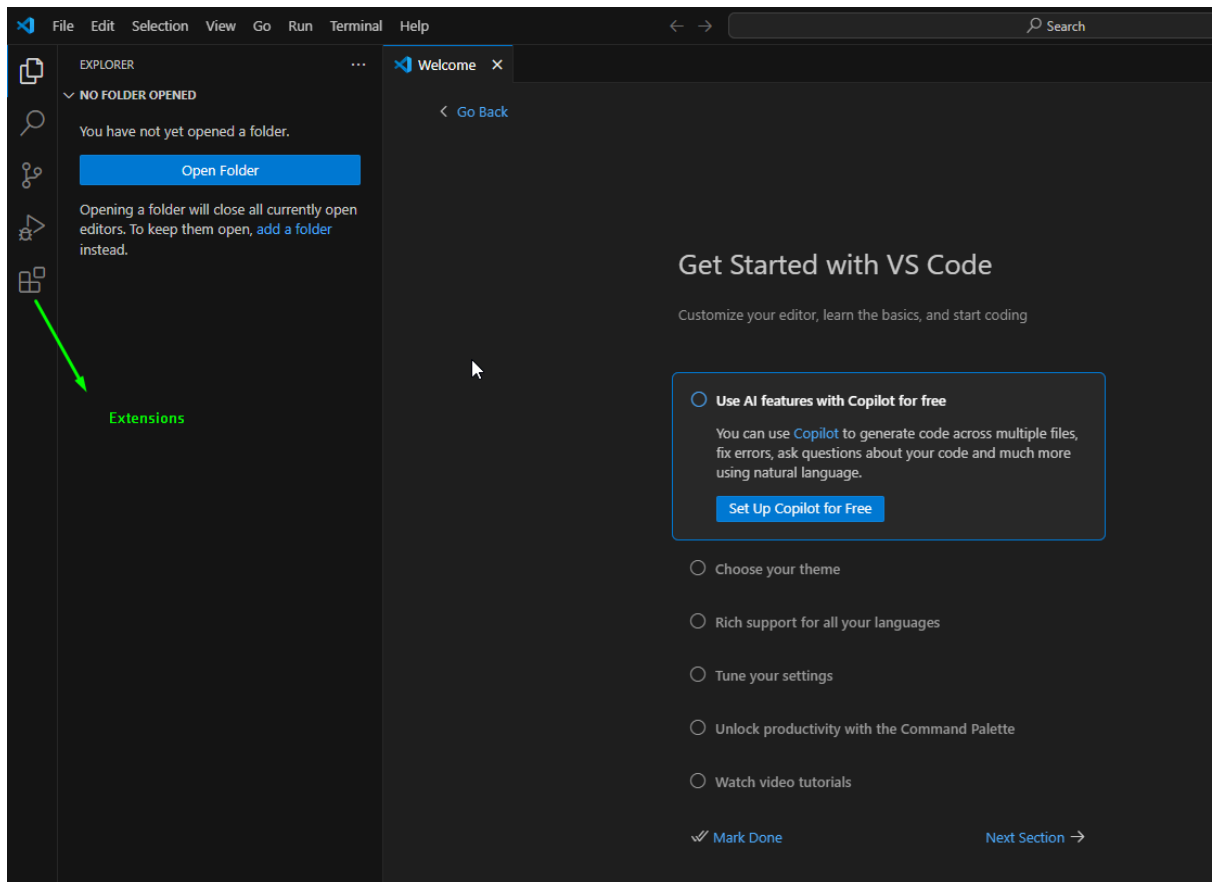 File Edit Selection View Go Run Terminal Help
Search
EXPLORER
NO FOLDER OPENED
You have not yet opened a folder.
Open Folder
Opening a folder will close all currently open
editors. To keep them open, add a folder
instead.
Extensions
Welcome
Go Back
Get Started with VS Code
Customize your editor, learn the basics, and start coding
Use AI features with Copilot for free
You can use Copilot to generate code across multiple files,
fix errors, ask questions about your code and much more
using natural language.
Set Up Copilot for Free
Choose your theme
Rich support for all your languages
Tune your settings
Unlock productivity with the Command Palette
Watch video tutorials
Mark Done
Next Section